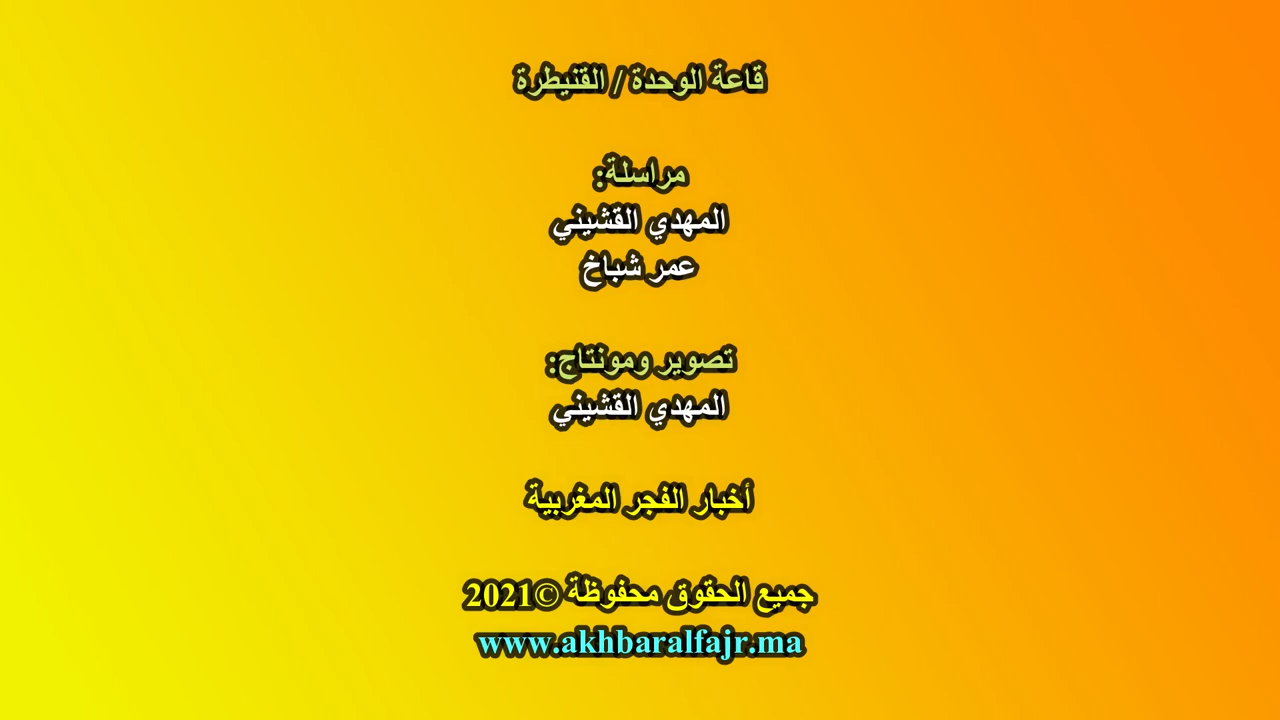 قاعة الوحدة / القنيطرة
مراسلة:
المهدي القشيني
عمر شباخ
تصوير ومونتاج:
المهدي القشيني
أخبار الفجر المغربية
جميع الحقوق محفوظة ©2021
www.akhbaralfajr.ma